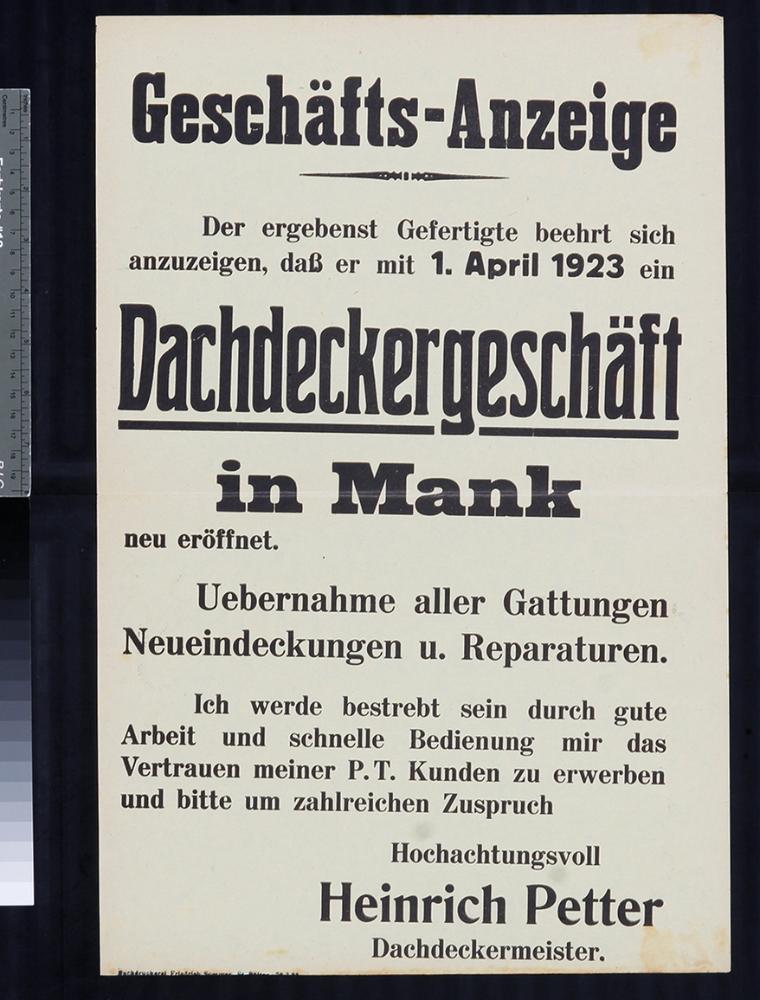 Geschäfts-Anzeige
Der ergebenst Gefertigte beehrt sich
anzuzeigen, daß er mit 1. April 1923 ein
Dachdeckergeschäft
in Mank
neu eröffnet.
Uebernahme aller Gattungen
Neueindeckungen u. Reparaturen.
Ich werde bestrebt sein durch gute
Arbeit und schnelle Bedienung mir das
Vertrauen meiner P. T. Kunden zu erwerben
und bitte um zahlreichen Zuspruch
Hochachtungsvoll
Heinrich Petter
Dachdeckermeister.
Friedrich